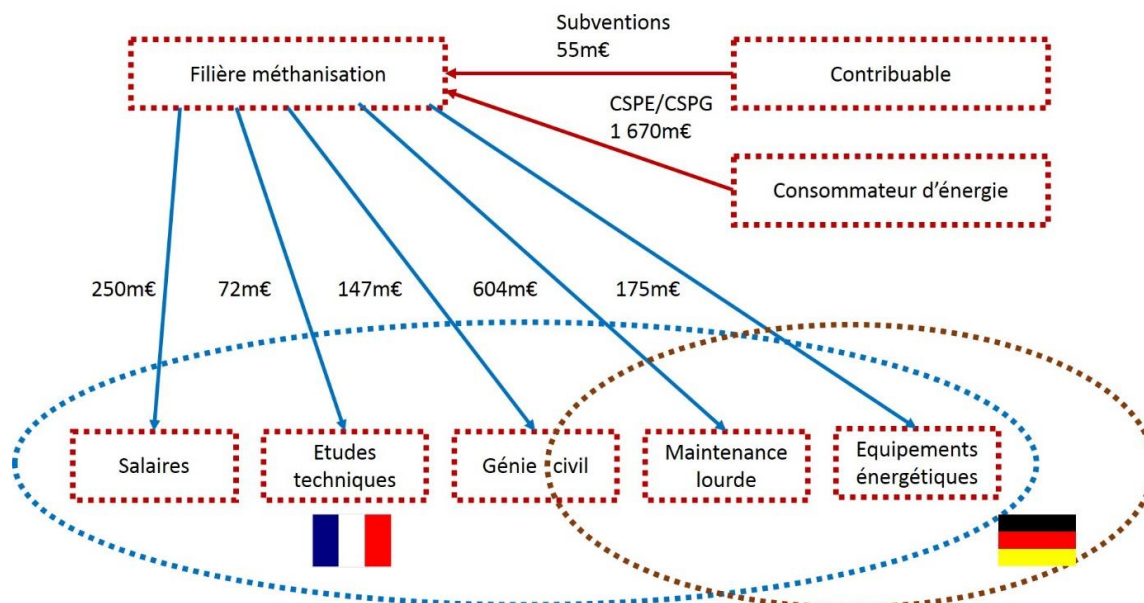 Subventions
55m€
Filière méthanisation
Contribuable
CSPE/CSPG
1 670m€
Consommateur d'énergie
250m€
72m€
147m€
604m€
175m€
Salaires
Etudes
techniques
Génie civil
Maintenance
lourde
Equipements
énergétiques